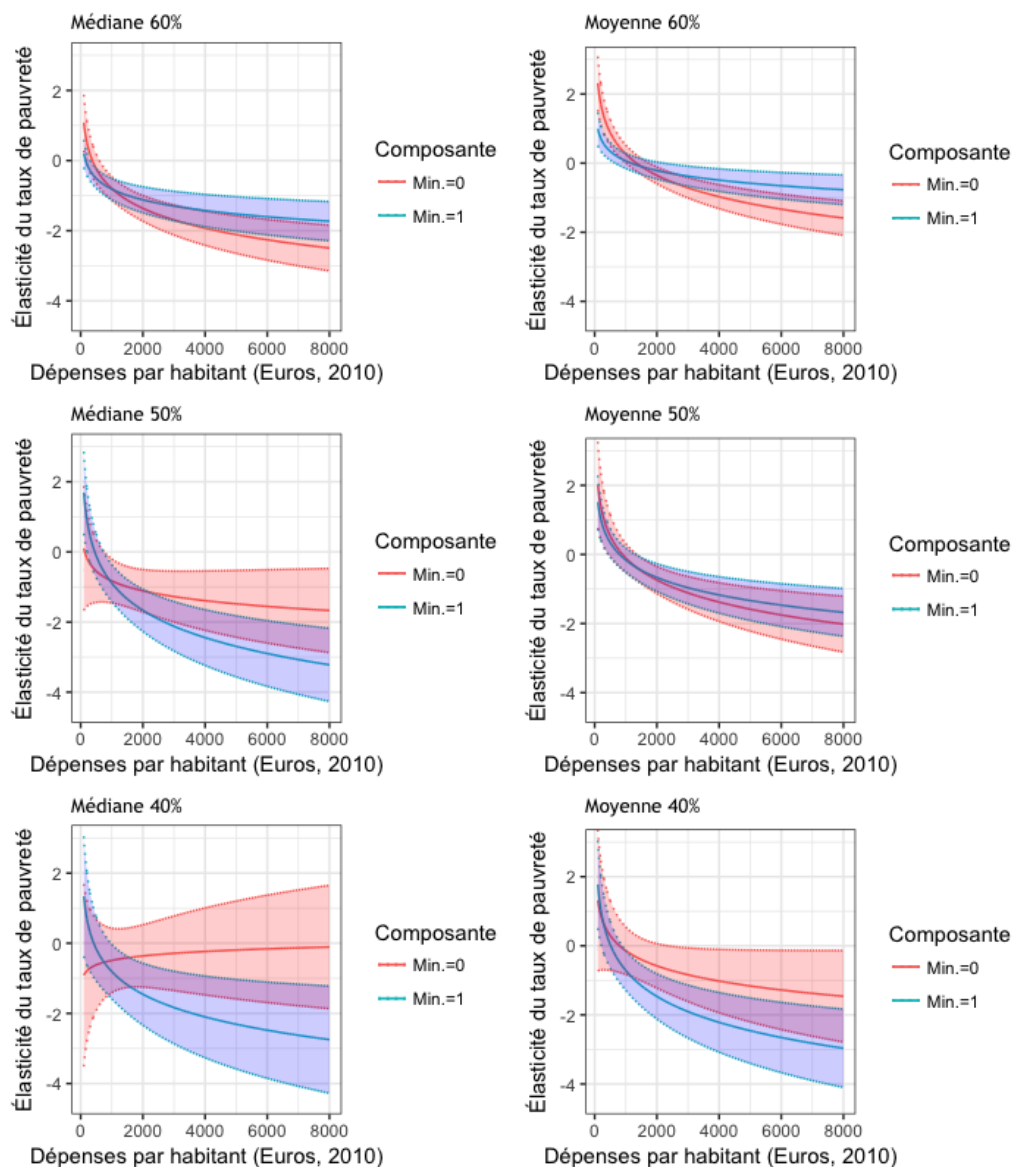 Médiane 60%
Élasticité du taux de pauvreté
2
0
-2
-4
0 2000 4000 6000 8000
Dépenses par habitant (Euros, 2010)
Composante
Min.=0
Min.=1
Moyenne 60%
Élasticité du taux de pauvreté
2
0
-2
-4
0 2000 4000 6000 8000
Dépenses par habitant (Euros, 2010)
Composante
Min.=0
Min.=1
Médiane 50%
Élasticité du taux de pauvreté
2
0
-2
-4
0 2000 4000 6000 8000
Dépenses par habitant (Euros, 2010)
Composante
Min.=0
Min.=1
Moyenne 50%
Élasticité du taux de pauvreté
2
0
-2
-4
0 2000 4000 6000 8000
Dépenses par habitant (Euros, 2010)
Composante
Min.=0
Min.=1
Médiane 40%
Élasticité du taux de pauvreté
2
0
-2
-4
0 2000 4000 6000 8000
Dépenses par habitant (Euros, 2010)
Composante
Min.=0
Min.=1
Moyenne 40%
Élasticité du taux de pauvreté
2
0
-2
-4
0 2000 4000 6000 8000
Dépenses par habitant (Euros, 2010)
Composante
Min.=0
Min.=1